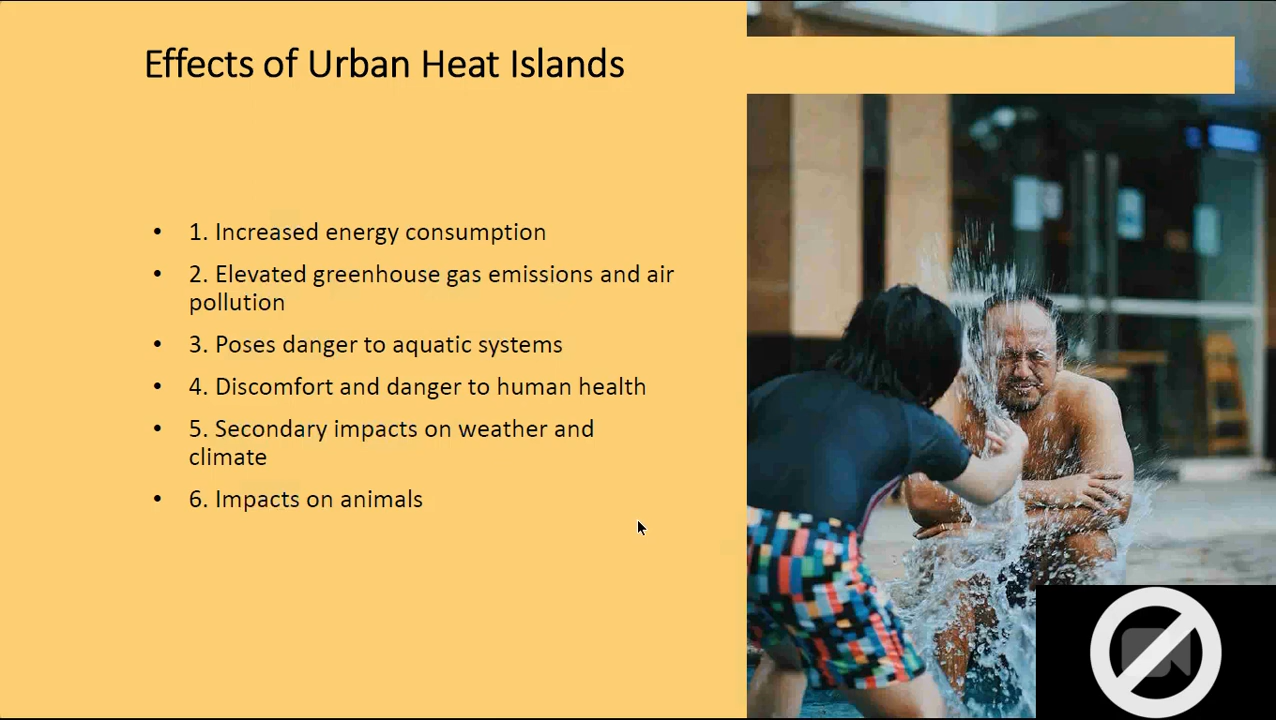 Effects of Urban Heat Islands
• 1. Increased energy consumption
• 2. Elevated greenhouse gas emissions and air
pollution
• 3. Poses danger to aquatic systems
• 4. Discomfort and danger to human health
• 5. Secondary impacts on weather and
climate
• 6. Impacts on animals